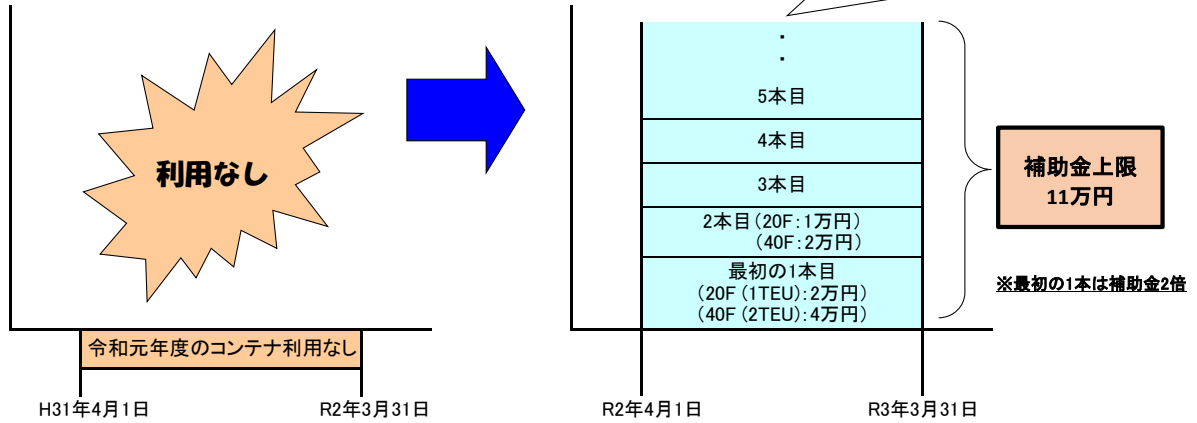 利用なし
令和元年度のコンテナ利用なし
H31年4月1日
R2年3月31日
・
・
5本目
4本目
3本目
2本目(20F:1万円)
(40F:2万円)
最初の1本目
(20F(1TEU):2万円)
(40F(2TEU):4万円)
R2年4月1日
R3年3月31日
補助金上限
11万円
※最初の1本は補助金2倍